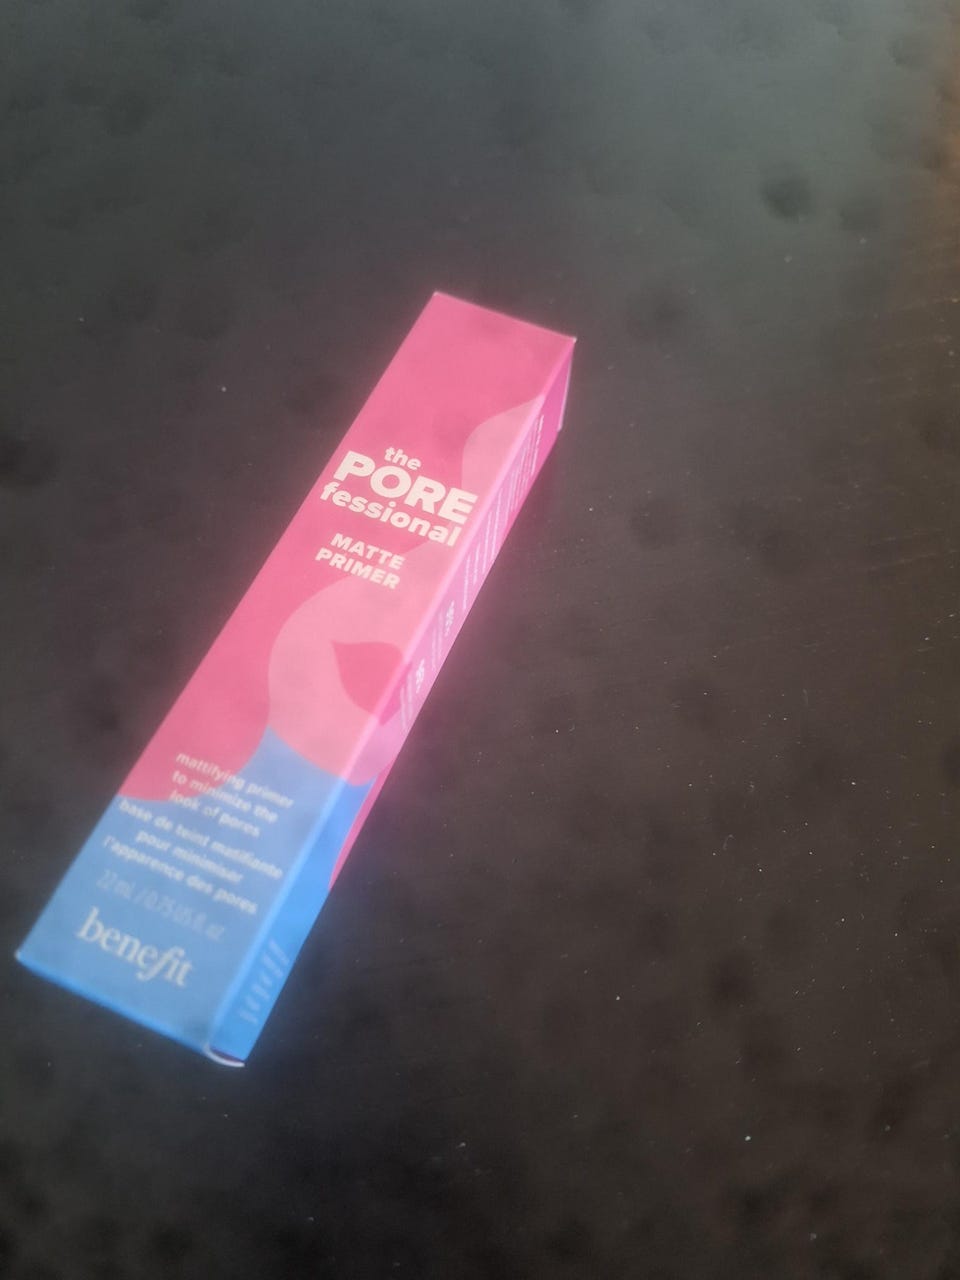 the
PORE
fessional
MATTE
PRIMER
mattifying primer
to minimize the
look of pores
base de teint matifiante
pour minimiser
l'apparence des pores
22 mL / 0.75 US fl. oz
benefit